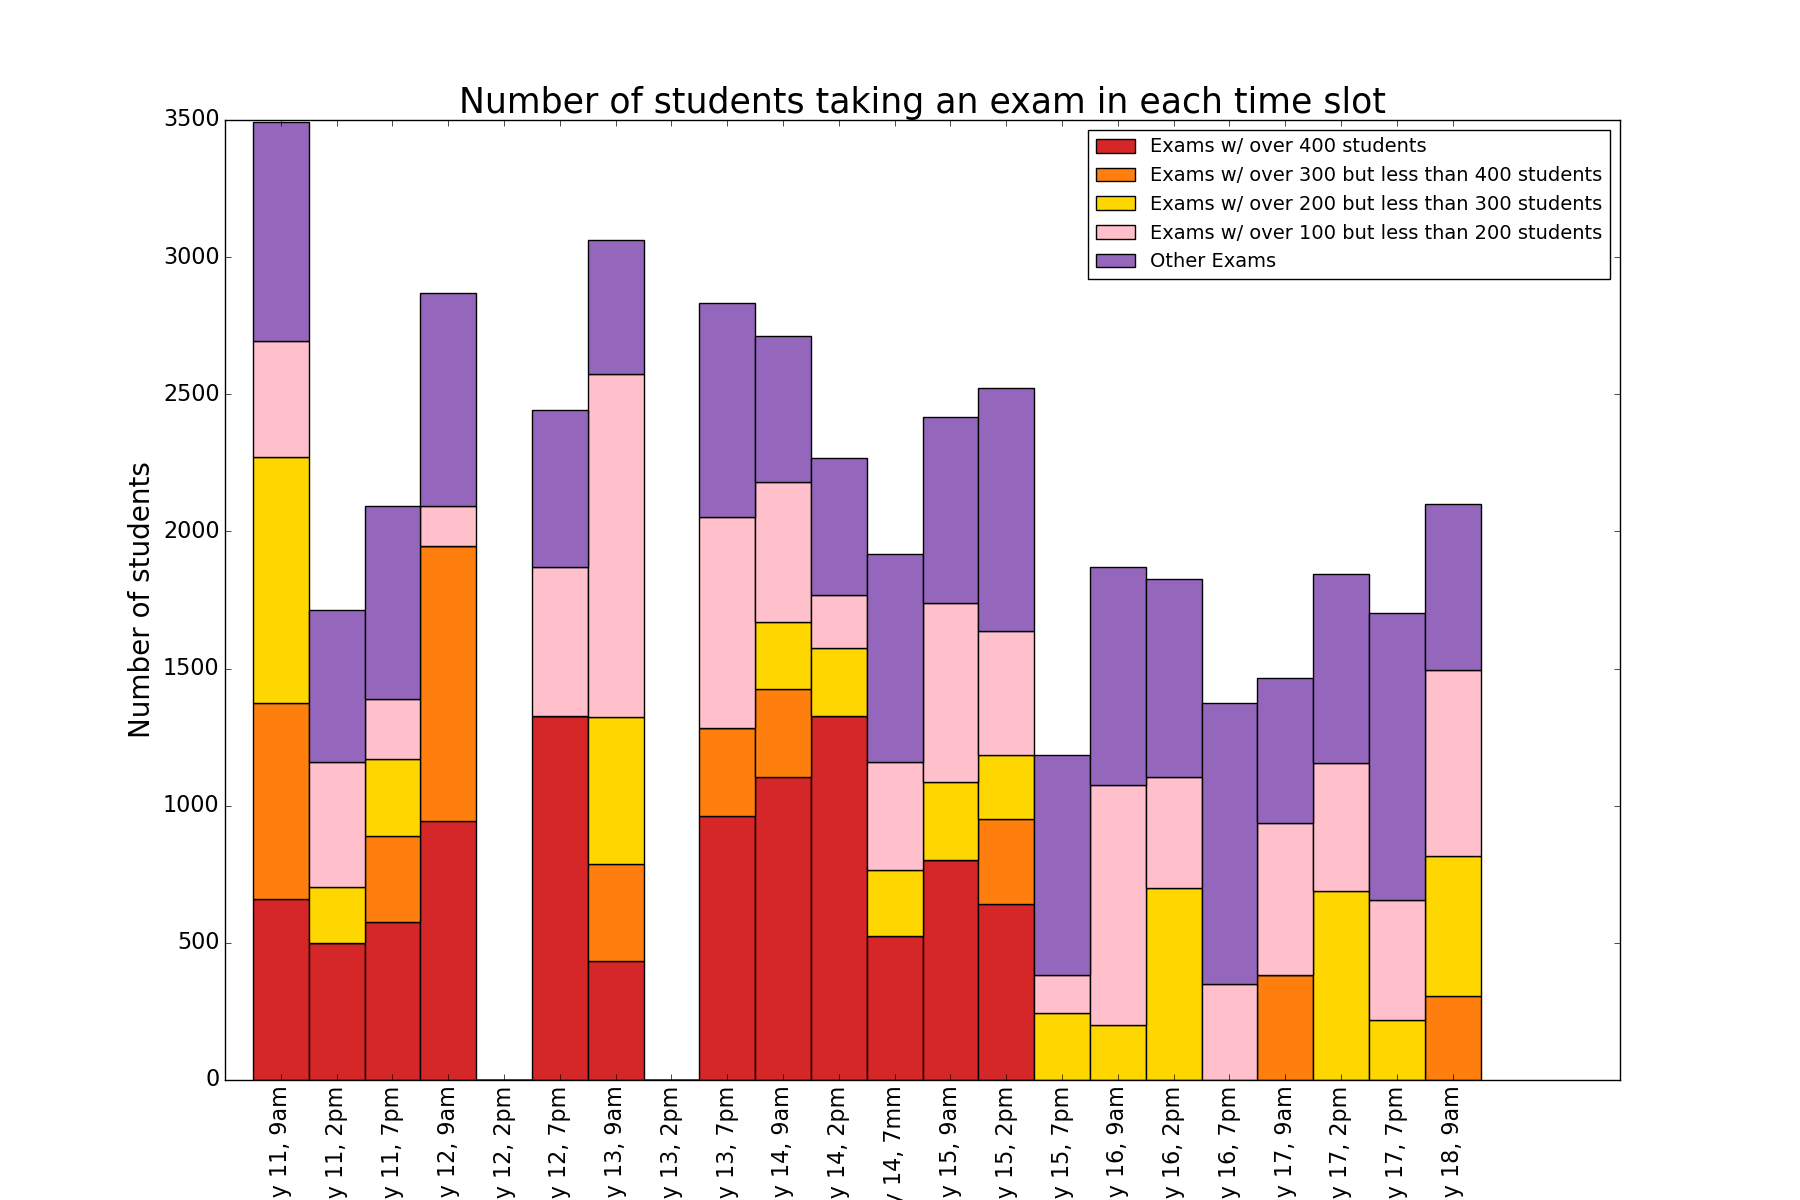 Number of students taking an exam in each time slot
3500
3000
2500
2000
1500
1000
500
0
Number of students
Exams w/ over 400 students
Exams w/ over 300 but less than 400 students
Exams w/ over 200 but less than 300 students
Exams w/ over 100 but less than 200 students
Other Exams
y 11, 9am
y 11, 2pm
y 11, 7pm
y 12, 9am
y 12, 2pm
y 12, 7pm
y 13, 9am
y 13, 2pm
y 13, 7pm
y 14, 9am
y 14, 2pm
y 14, 7mm
y 15, 9am
y 15, 2pm
y 15, 7pm
y 16, 9am
y 16, 2pm
y 16, 7pm
y 17, 9am
y 17, 2pm
y 17, 7pm
y 18, 9am